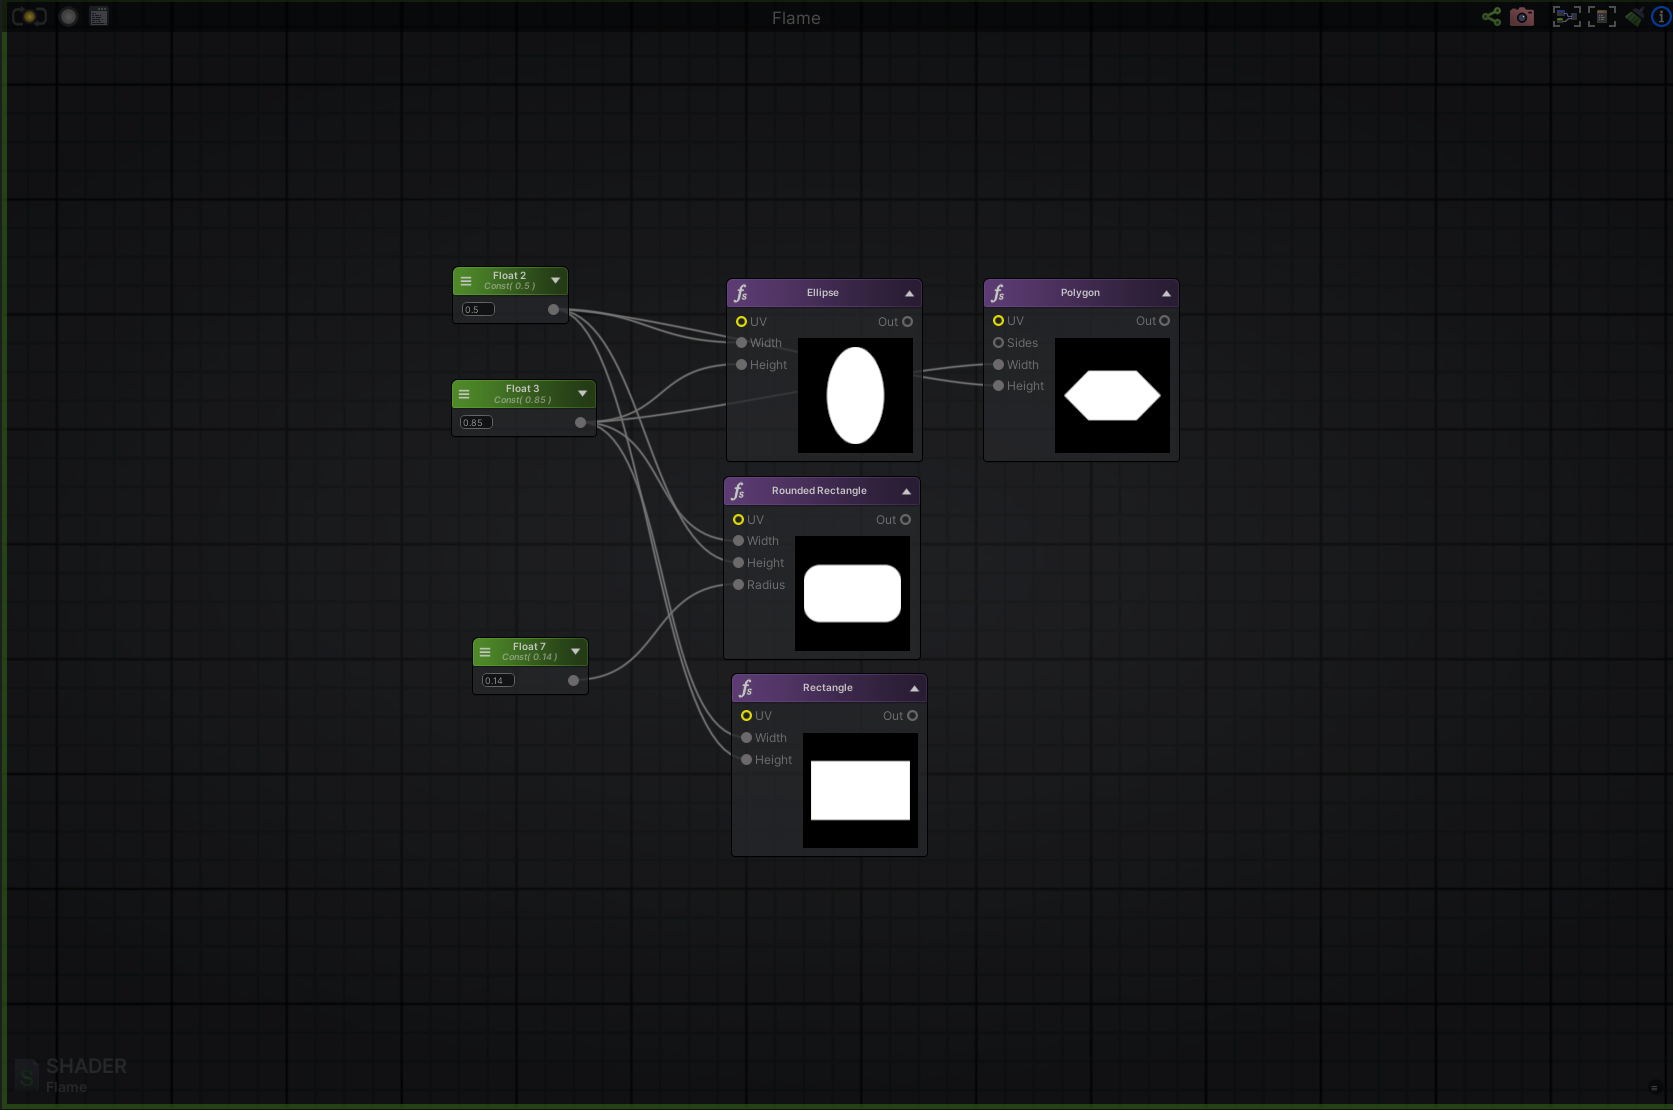 Flame
Float 2
Const( 0.5 )
0.5
Float 3
Const( 0.85 )
0.85
Float 7
Const( 0.14 )
0.14
Ellipse
UV
Out
Width
Height
Polygon
UV
Out
Sides
Width
Height
Rounded Rectangle
UV
Out
Width
Height
Radius
Rectangle
UV
Out
Width
Height
SHADER
Flame